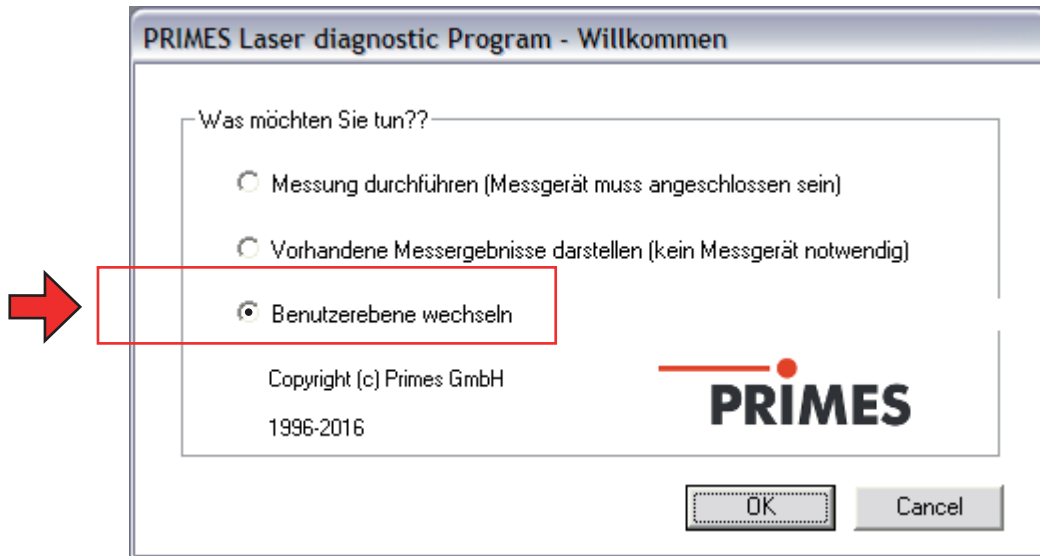 PRIMES Laser diagnostic Program - Willkommen
Was möchten Sie tun??
Messung durchführen (Messgerät muss angeschlossen sein)
Vorhandene Messergebnisse darstellen (kein Messgerät notwendig)
Benutzerebene wechseln
Copyright (c) Primes GmbH
1996-2016
PRIMES
OK
Cancel